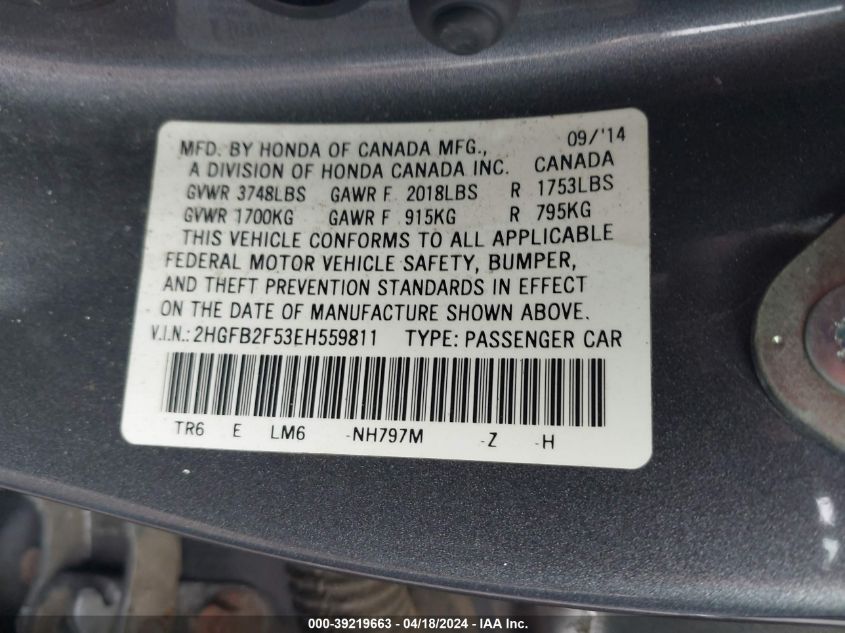 MFD. BY HONDA OF CANADA MFG., 09/'14
A DIVISION OF HONDA CANADA INC. CANADA
GVWR 3748LBS GAWR F 2018LBS R 1753LBS
GVWR 1700KG GAWR F 915KG R 795KG
THIS VEHICLE CONFORMS TO ALL APPLICABLE
FEDERAL MOTOR VEHICLE SAFETY, BUMPER,
AND THEFT PREVENTION STANDARDS IN EFFECT
ON THE DATE OF MANUFACTURE SHOWN ABOVE.
V.I.N.: 2HGFB2F53EH559811 TYPE: PASSENGER CAR
TR6 E LM6 -NH797M -Z -H
000-39219663 - 04/18/2024 - IAA Inc.